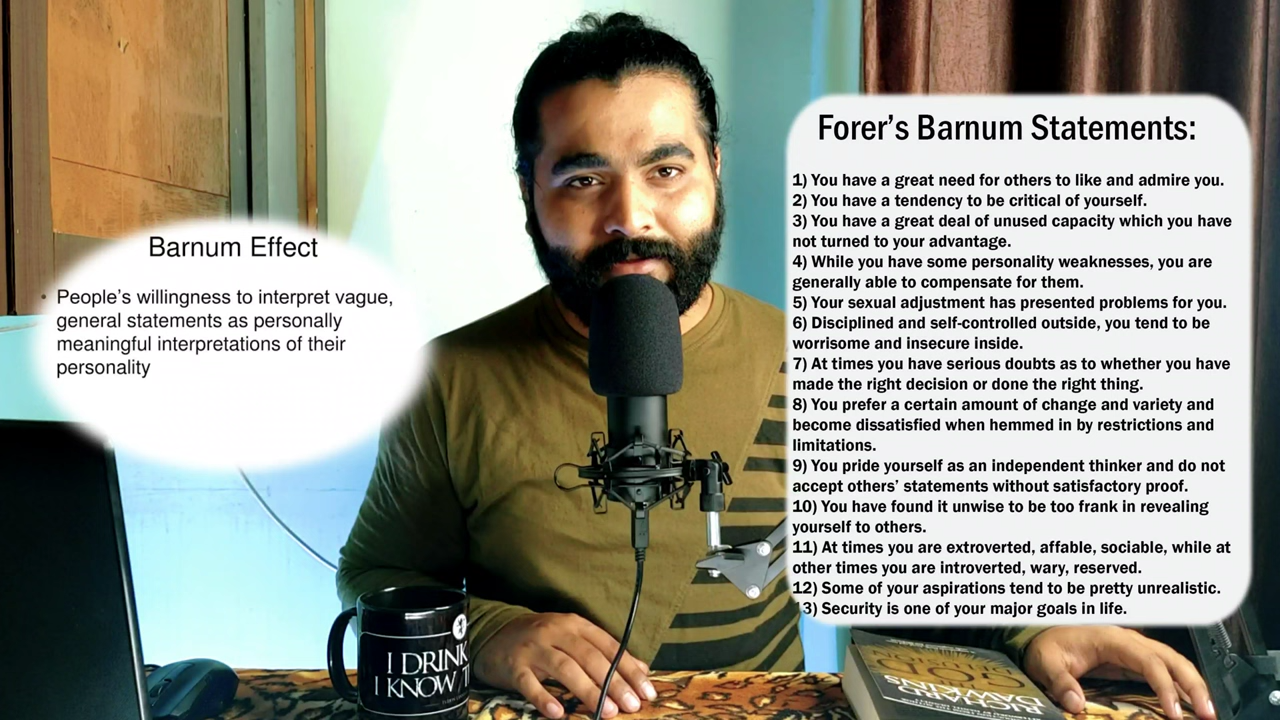 Barnum Effect
• People's willingness to interpret vague,
general statements as personally
meaningful interpretations of their
personality
Forer's Barnum Statements:
1) You have a great need for others to like and admire you.
2) You have a tendency to be critical of yourself.
3) You have a great deal of unused capacity which you have
not turned to your advantage.
4) While you have some personality weaknesses, you are
generally able to compensate for them.
5) Your sexual adjustment has presented problems for you.
6) Disciplined and self-controlled outside, you tend to be
worrisome and insecure inside.
7) At times you have serious doubts as to whether you have
made the right decision or done the right thing.
8) You prefer a certain amount of change and variety and
become dissatisfied when hemmed in by restrictions and
limitations.
9) You pride yourself as an independent thinker and do not
accept others' statements without satisfactory proof.
10) You have found it unwise to be too frank in revealing
yourself to others.
11) At times you are extroverted, affable, sociable, while at
other times you are introverted, wary, reserved.
12) Some of your aspirations tend to be pretty unrealistic.
13) Security is one of your major goals in life.
I DRINK
I KNOW
GOD
RICHARD
DAWKINS